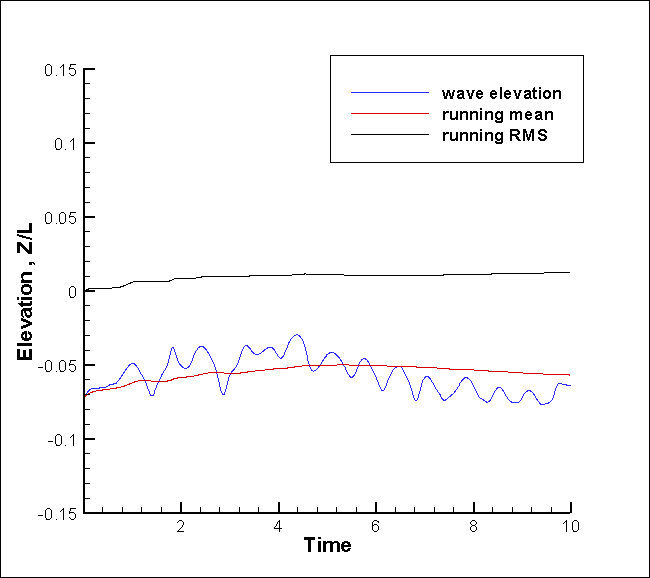 wave elevation
running mean
running RMS
0.15
0.1
0.05
0
-0.05
-0.1
-0.15
Elevation , Z/L
2
4
6
8
10
Time